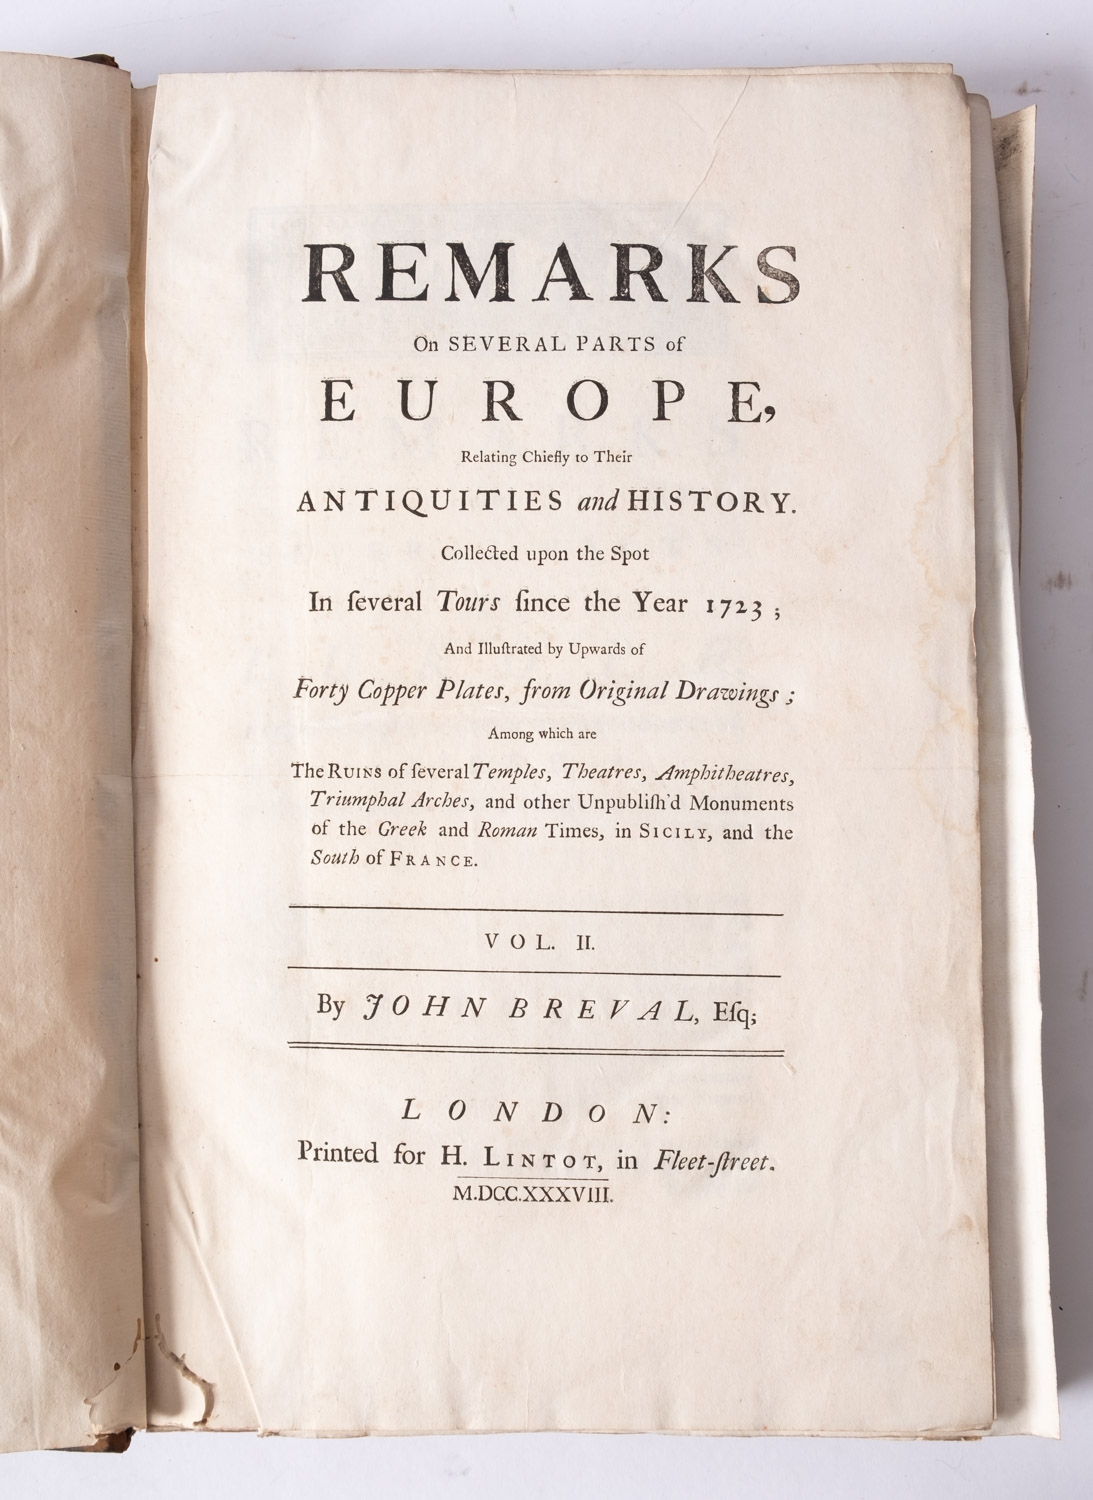 REMARKS
On SEVERAL PARTS of
EUROPE,
Relating Chiefly to Their
ANTIQUITIES and HISTORY.
Collected upon the Spot
In ſeveral Tours ſince the Year 1723 ;
And Illuſtrated by Upwards of
Forty Copper Plates, from Original Drawings ;
Among which are
The RUINS of ſeveral Temples, Theatres, Amphitheatres,
Triumphal Arches, and other Unpubliſh'd Monuments
of the Greek and Roman Times, in SICILY, and the
South of FRANCE.
VOL. II.
By JOHN BREVAL, Eſq;
LONDON:
Printed for H. LINTOT, in Fleet-ſtreet.
M.DCC.XXXVIII.